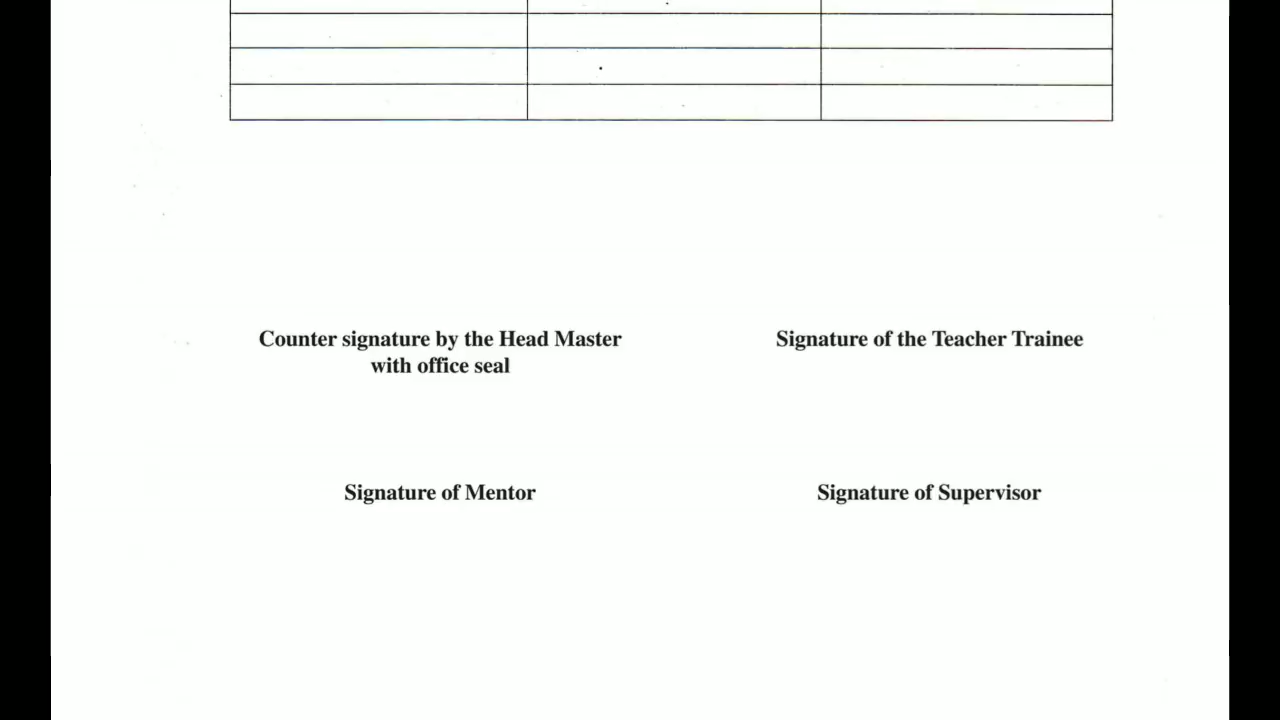 Counter signature by the Head Master
with office seal
Signature of the Teacher Trainee
Signature of Mentor
Signature of Supervisor